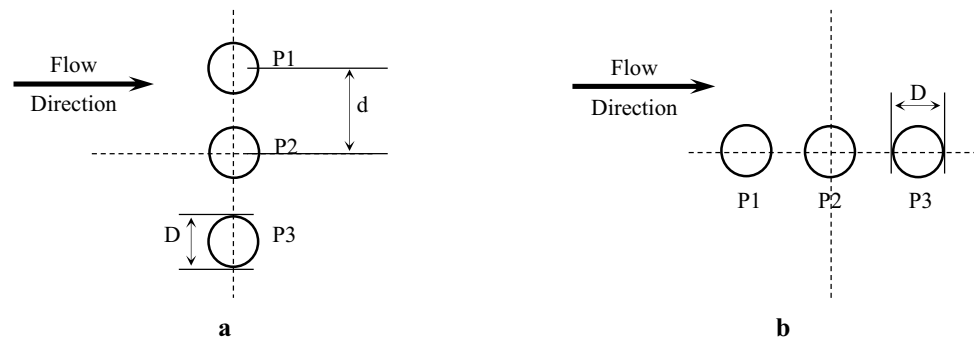 Flow
Direction
P1
d
P2
D
P3
a
Flow
Direction
D
P1
P2
P3
b